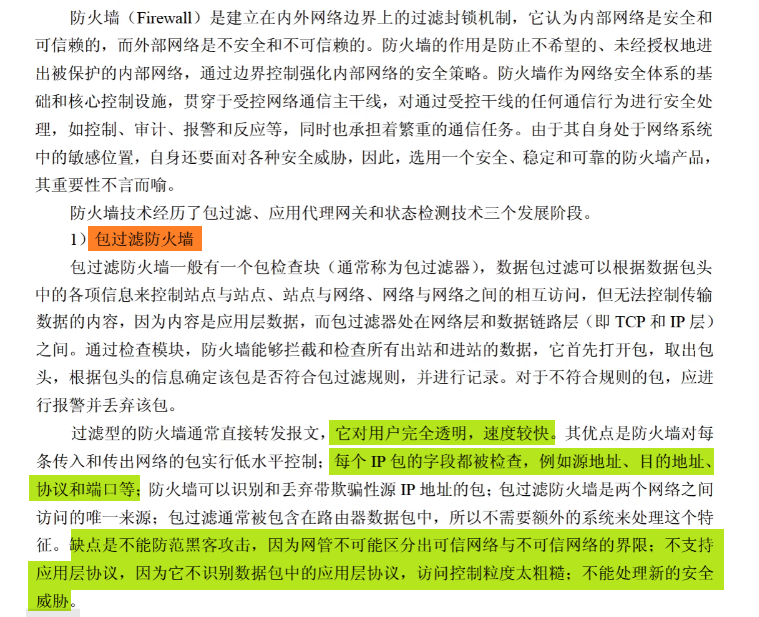 防火墙（Firewall）是建立在内外网络边界上的过滤封锁机制，它认为内部网络是安全和
可信赖的，而外部网络是不安全和不可信赖的。防火墙的作用是防止不希望的、未经授权地进
出被保护的内部网络，通过边界控制强化内部网络的安全策略。防火墙作为网络安全体系的基
础和核心控制设施，贯穿于受控网络通信主干线，对通过受控干线的任何通信行为进行安全处
理，如控制、审计、报警和反应等，同时也承担着繁重的通信任务。由于其自身处于网络系统
中的敏感位置，自身还要面对各种安全威胁，因此，选用一个安全、稳定和可靠的防火墙产品，
其重要性不言而喻。
防火墙技术经历了包过滤、应用代理网关和状态检测技术三个发展阶段。
1）包过滤防火墙
包过滤防火墙一般有一个包检查块（通常称为包过滤器），数据包过滤可以根据数据包头
中的各项信息来控制站点与站点、站点与网络、网络与网络之间的相互访问，但无法控制传输
数据的内容，因为内容是应用层数据，而包过滤器处在网络层和数据链路层（即 TCP 和 IP 层）
之间。通过检查模块，防火墙能够拦截和检查所有出站和进站的数据，它首先打开包，取出包
头，根据包头的信息确定该包是否符合包过滤规则，并进行记录。对于不符合规则的包，应进
行报警并丢弃该包。
过滤型的防火墙通常直接转发报文，它对用户完全透明，速度较快。其优点是防火墙对每
条传入和传出网络的包实行低水平控制；每个 IP 包的字段都被检查，例如源地址、目的地址、
协议和端口等；防火墙可以识别和丢弃带欺骗性源 IP 地址的包；包过滤防火墙是两个网络之间
访问的唯一来源；包过滤通常被包含在路由器数据包中，所以不需要额外的系统来处理这个特
征。缺点是不能防范黑客攻击，因为网管不可能区分出可信网络与不可信网络的界限；不支持
应用层协议，因为它不识别数据包中的应用层协议，访问控制粒度太粗糙；不能处理新的安全
威胁。